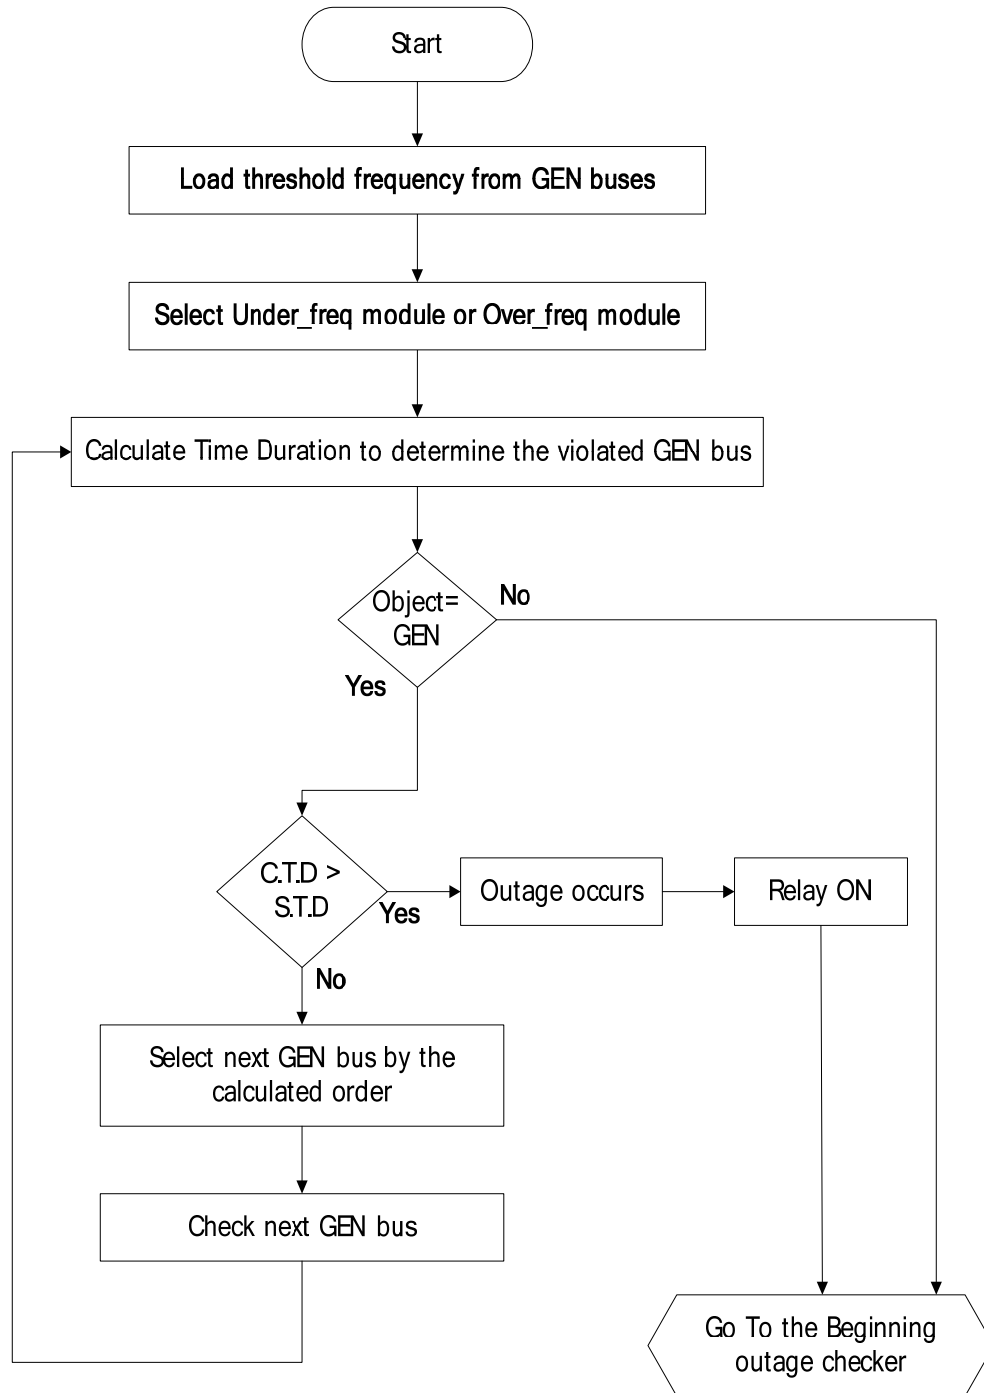 Start
Load threshold frequency from GEN buses
Select Under_freq module or Over_freq module
Calculate Time Duration to determine the violated GEN bus
Object=
GEN
No
Yes
C.T.D >
S.T.D
Yes
Outage occurs
Relay ON
No
Select next GEN bus by the
calculated order
Check next GEN bus
Go To the Beginning
outage checker